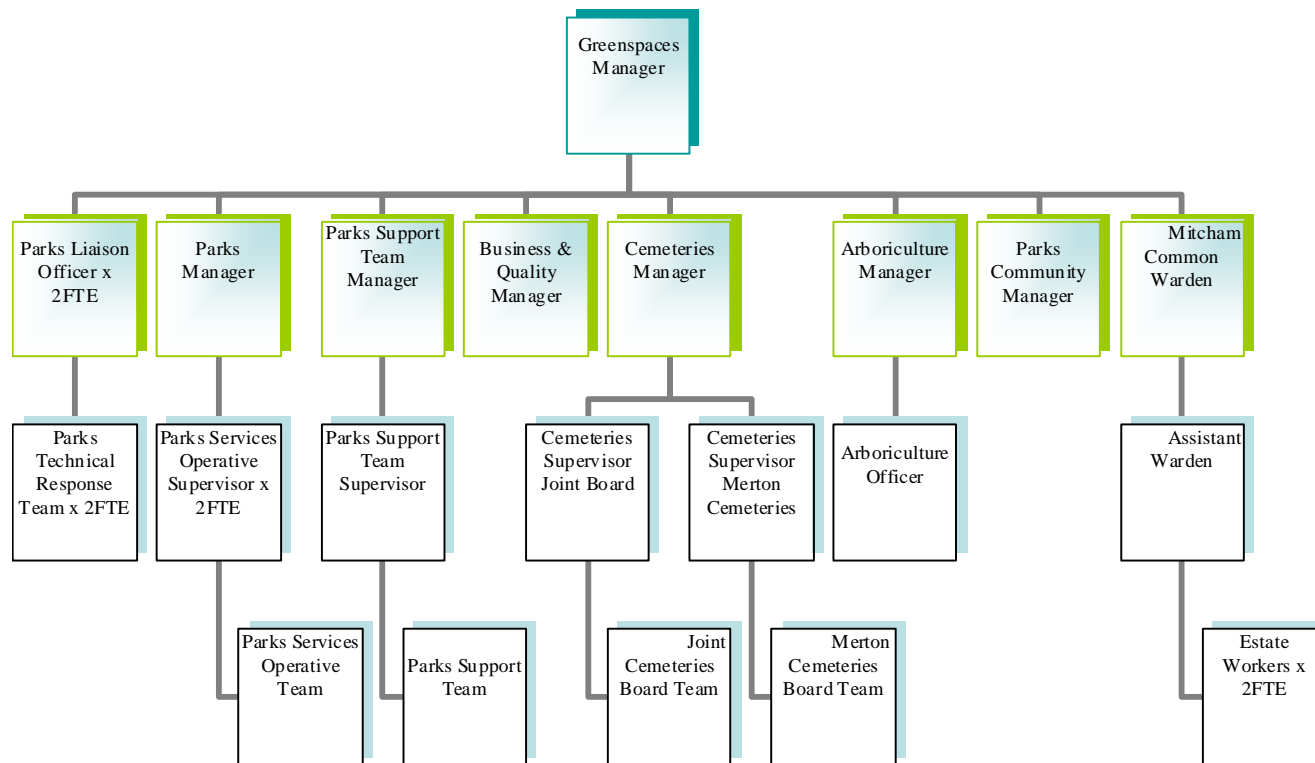 Greenspaces
Manager
Parks Liaison
Officer x
2FTE
Parks
Manager
Parks Support
Team
Manager
Business &
Quality
Manager
Cemeteries
Manager
Arboriculture
Manager
Parks
Community
Manager
Mitcham
Common
Warden
Parks
Technical
Response
Team x 2FTE
Parks Services
Operative
Supervisor x
2FTE
Parks Support
Team
Supervisor
Cemeteries
Supervisor
Joint Board
Cemeteries
Supervisor
Merton
Cemeteries
Arboriculture
Officer
Assistant
Warden
Parks Services
Operative
Team
Parks Support
Team
Joint
Cemeteries
Board Team
Merton
Cemeteries
Board Team
Estate
Workers x
2FTE